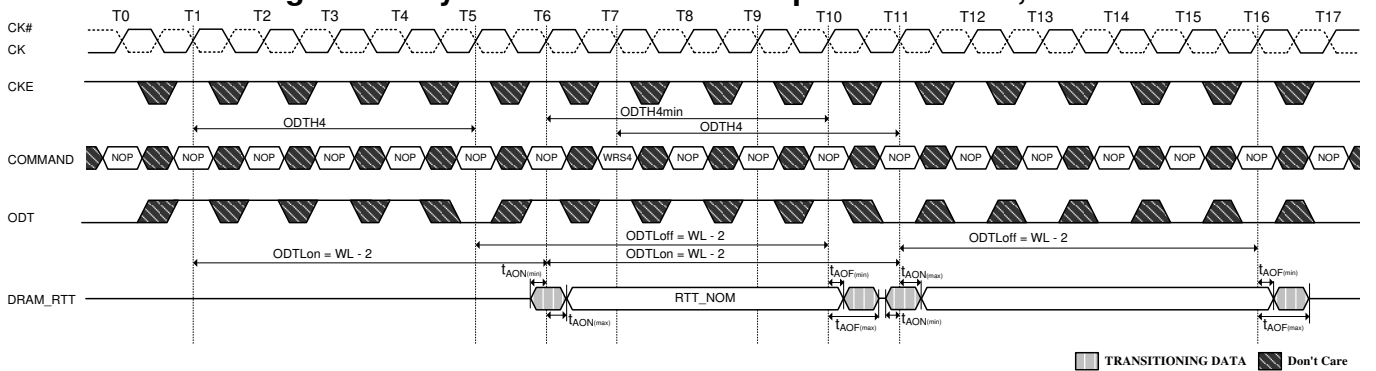 T0 T1 T2 T3 T4 T5 T6 T7 T8 T9 T10 T11 T12 T13 T14 T15 T16 T17
CK#
CK
CKE
ODTH4 ODTH4min
ODTH4
COMMAND NOP NOP NOP NOP NOP NOP NOP WRS4 NOP NOP NOP NOP NOP NOP NOP NOP NOP NOP
ODT
ODTLoff = WL - 2 ODTLoff = WL - 2
ODTLon = WL - 2 ODTLon = WL - 2
tAON(min) tAOF(min) tAON(max) tAOF(min)
DRAM_RTT RTT_NOM
tAON(max) tAOF(max) tAON(min) tAOF(max)
TRANSITIONING DATA Don't Care